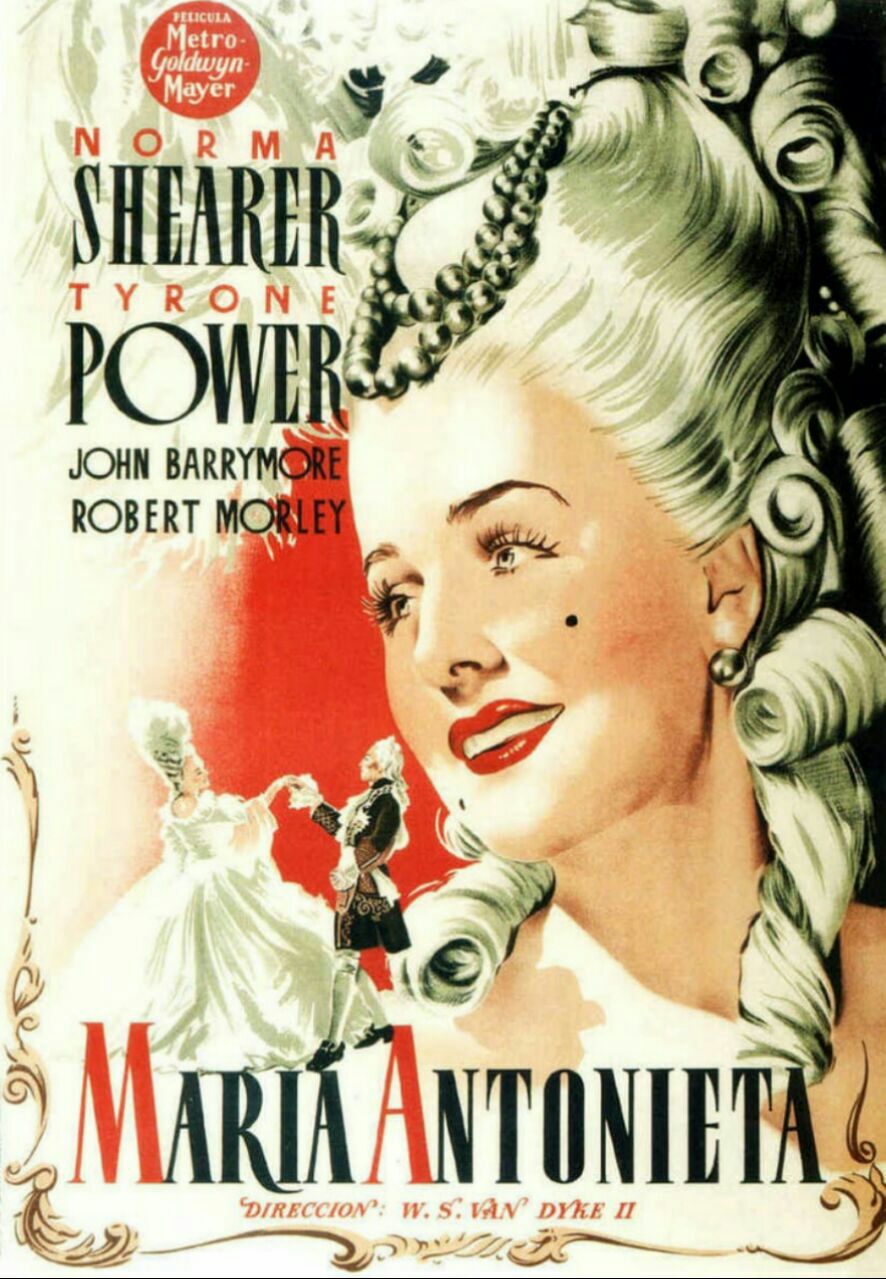 PELICULA
Metro-
Goldwyn-
Mayer
NORMA
SHEARER
TYRONE
POWER
JOHN BARRYMORE
ROBERT MORLEY
MARIA ANTONIETA
DIRECCION: W. S. VAN DYKE II